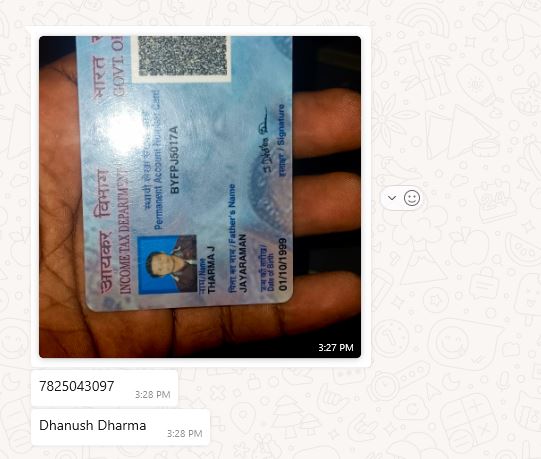 आयकर विभाग
INCOME TAX DEPARTMENT
भारत
GOVT. OF
स्थायी लेखा
Permanent Account Number Card
BYFPJ5017A
नाम / Name
THARMA J
पिता का नाम / Father's Name
JAYARAMAN
जन्म की तारीख /
Date of Birth
01/10/1999
हस्ताक्षर / Signature
3:27 PM
7825043097
3:28 PM
Dhanush Dharma
3:28 PM